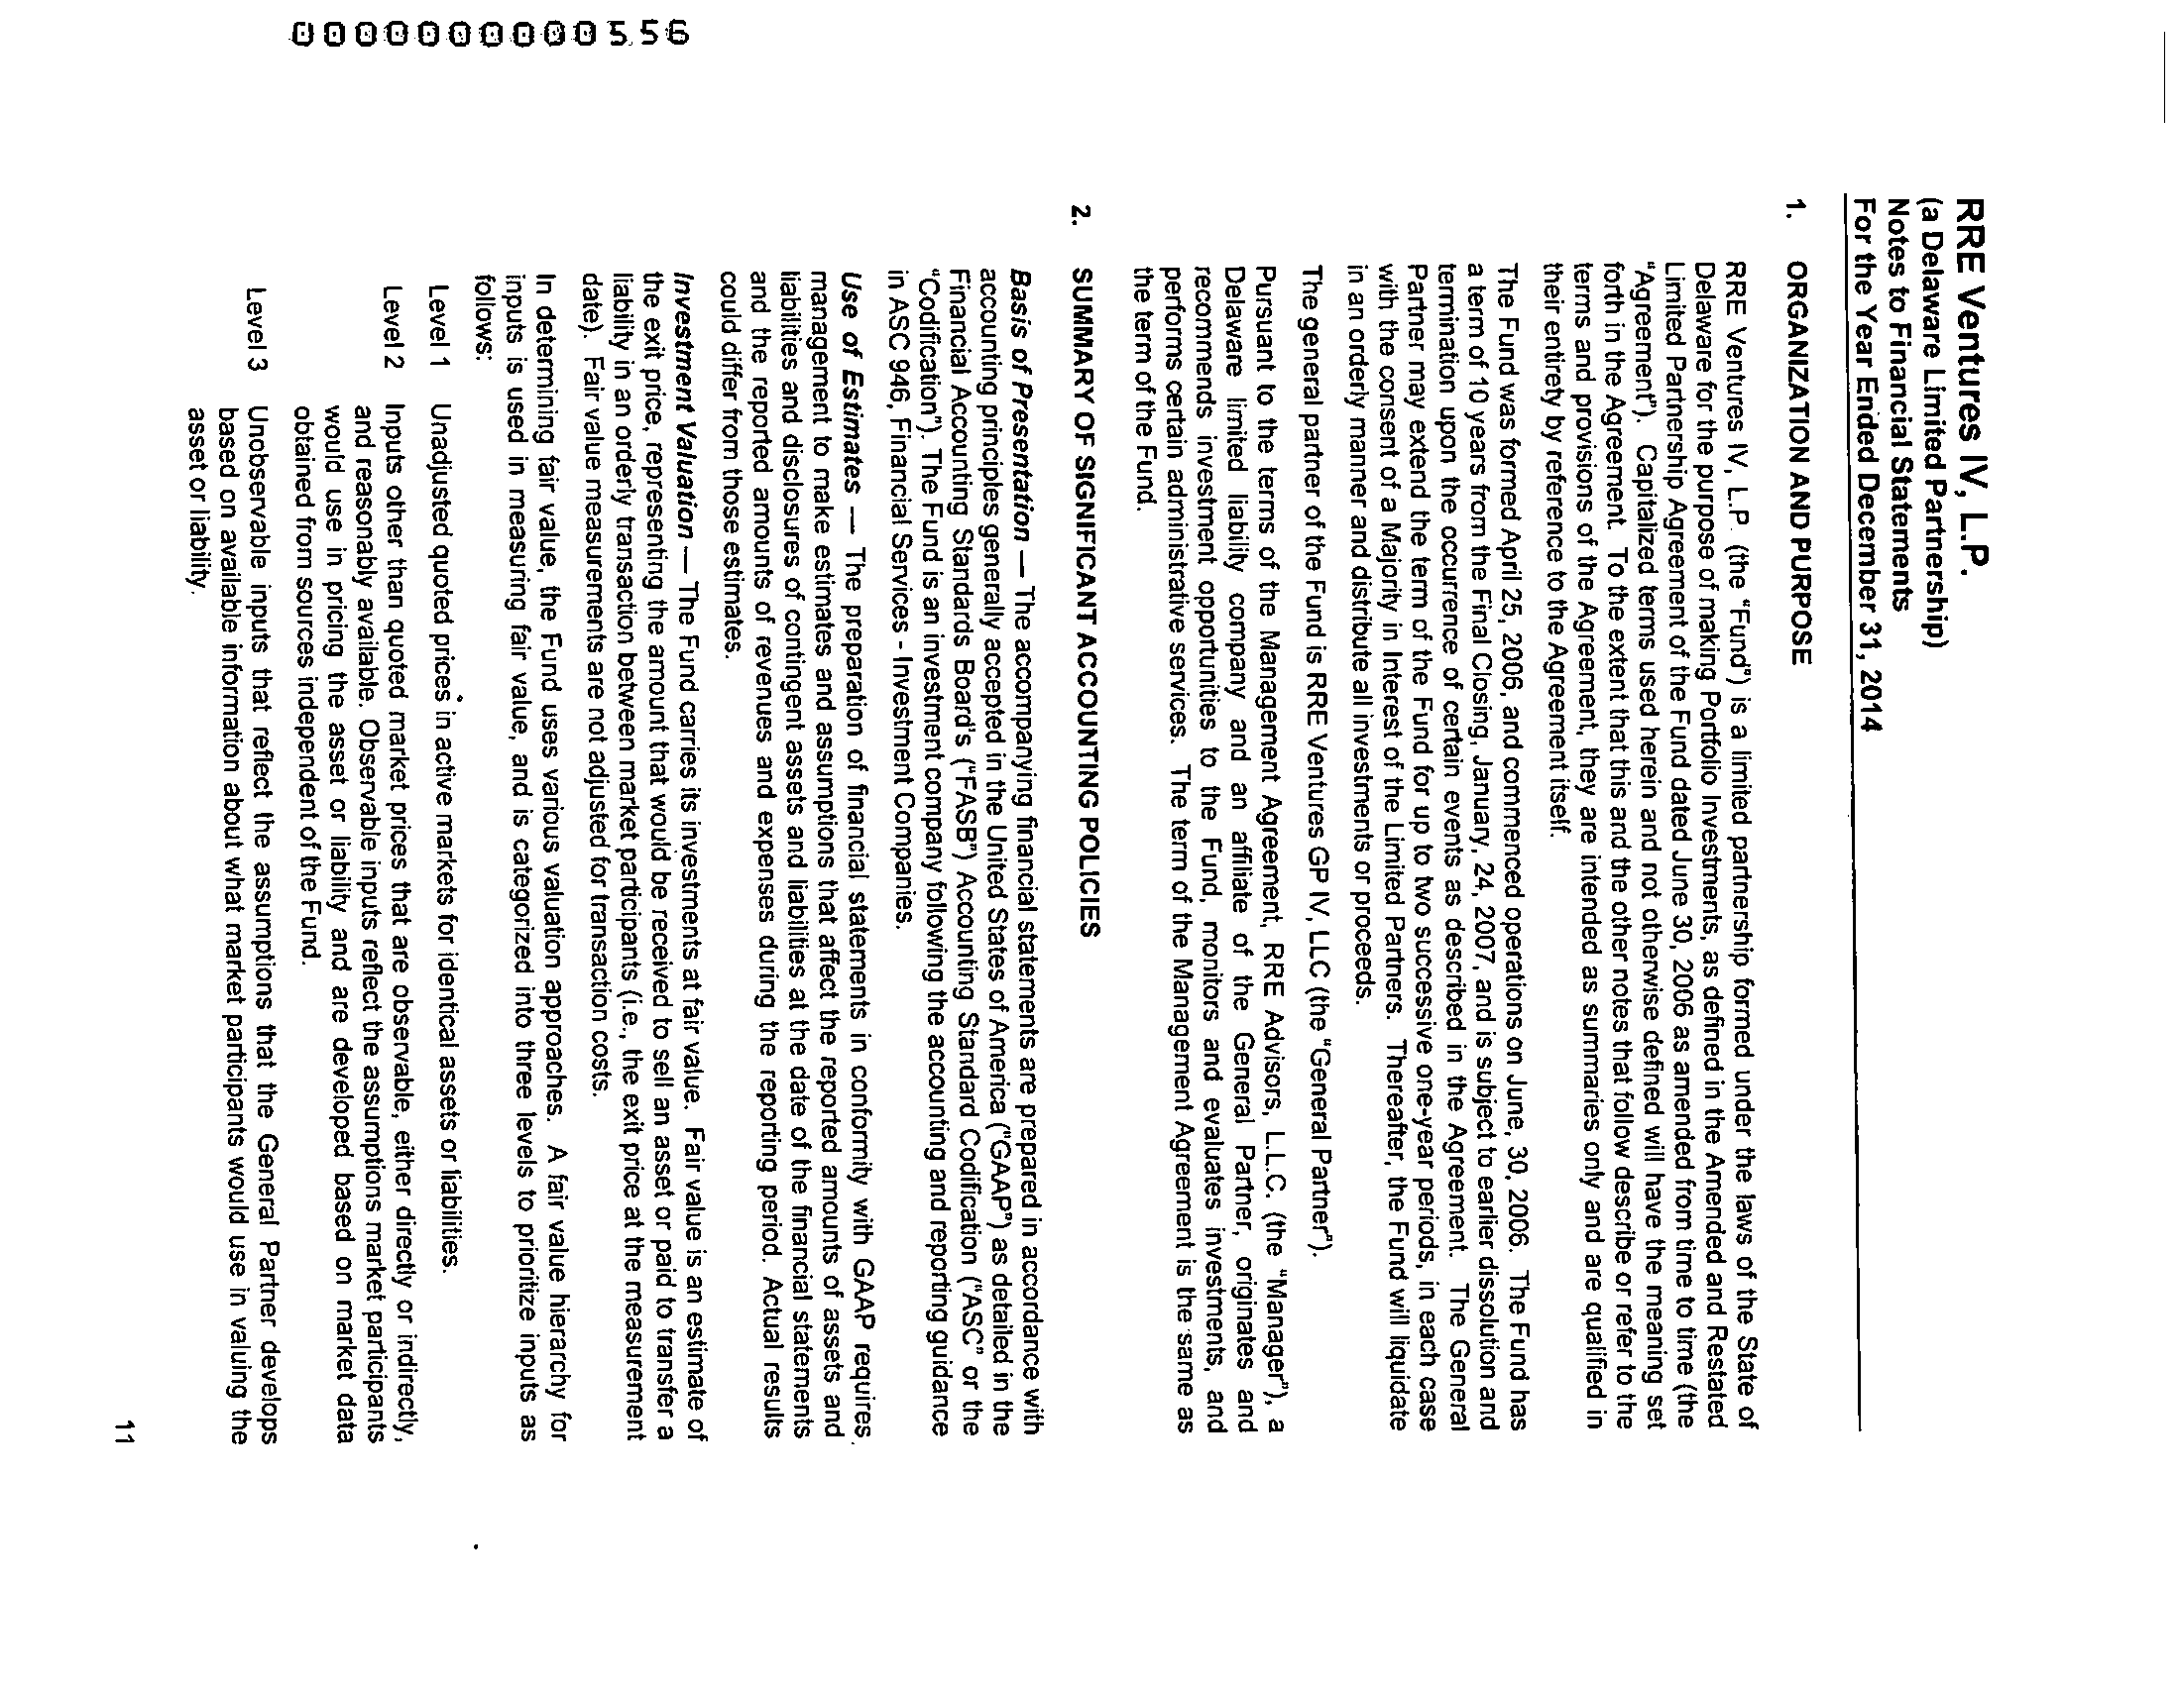 RRE Ventures IV, L.P.
(a Delaware Limited Partnership)
Notes to Financial Statements
For the Year Ended December 31, 2014
1. ORGANIZATION AND PURPOSE
RRE Ventures IV, L.P. (the "Fund") is a limited partnership formed under the laws of the State of
Delaware for the purpose of making Portfolio Investments, as defined in the Amended and Restated
Limited Partnership Agreement of the Fund dated June 30, 2006 as amended from time to time (the
"Agreement"). Capitalized terms used herein and not otherwise defined will have the meaning set
forth in the Agreement. To the extent that this and the other notes that follow describe or refer to the
terms and provisions of the Agreement, they are intended as summaries only and are qualified in
their entirety by reference to the Agreement itself.
The Fund was formed April 25, 2006, and commenced operations on June, 30, 2006. The Fund has
a term of 10 years from the Final Closing, January, 24, 2007, and is subject to earlier dissolution and
termination upon the occurrence of certain events as described in the Agreement. The General
Partner may extend the term of the Fund for up to two successive one-year periods, in each case
with the consent of a Majority in Interest of the Limited Partners. Thereafter, the Fund will liquidate
in an orderly manner and distribute all investments or proceeds.
The general partner of the Fund is RRE Ventures GP IV, LLC (the "General Partner").
Pursuant to the terms of the Management Agreement, RRE Advisors, L.L.C. (the "Manager"), a
Delaware limited liability company and an affiliate of the General Partner, originates and
recommends investment opportunities to the Fund, monitors and evaluates investments, and
performs certain administrative services. The term of the Management Agreement is the same as
the term of the Fund.
2. SUMMARY OF SIGNIFICANT ACCOUNTING POLICIES
Basis of Presentation — The accompanying financial statements are prepared in accordance with
accounting principles generally accepted in the United States of America ("GAAP") as detailed in the
Financial Accounting Standards Board's ("FASB") Accounting Standard Codification ("ASC" or the
"Codification"). The Fund is an investment company following the accounting and reporting guidance
in ASC 946, Financial Services - Investment Companies.
Use of Estimates — The preparation of financial statements in conformity with GAAP requires
management to make estimates and assumptions that affect the reported amounts of assets and
liabilities and disclosures of contingent assets and liabilities at the date of the financial statements
and the reported amounts of revenues and expenses during the reporting period. Actual results
could differ from those estimates.
Investment Valuation — The Fund carries its investments at fair value. Fair value is an estimate of
the exit price, representing the amount that would be received to sell an asset or paid to transfer a
liability in an orderly transaction between market participants (i.e., the exit price at the measurement
date). Fair value measurements are not adjusted for transaction costs.
In determining fair value, the Fund uses various valuation approaches. A fair value hierarchy for
inputs is used in measuring fair value, and is categorized into three levels to prioritize inputs as
follows:
Level 1 Unadjusted quoted prices in active markets for identical assets or liabilities.
Level 2 Inputs other than quoted market prices that are observable, either directly or indirectly,
and reasonably available. Observable inputs reflect the assumptions market participants
would use in pricing the asset or liability and are developed based on market data
obtained from sources independent of the Fund.
Level 3 Unobservable inputs that reflect the assumptions that the General Partner develops
based on available information about what market participants would use in valuing the
asset or liability.
11
0000000000556